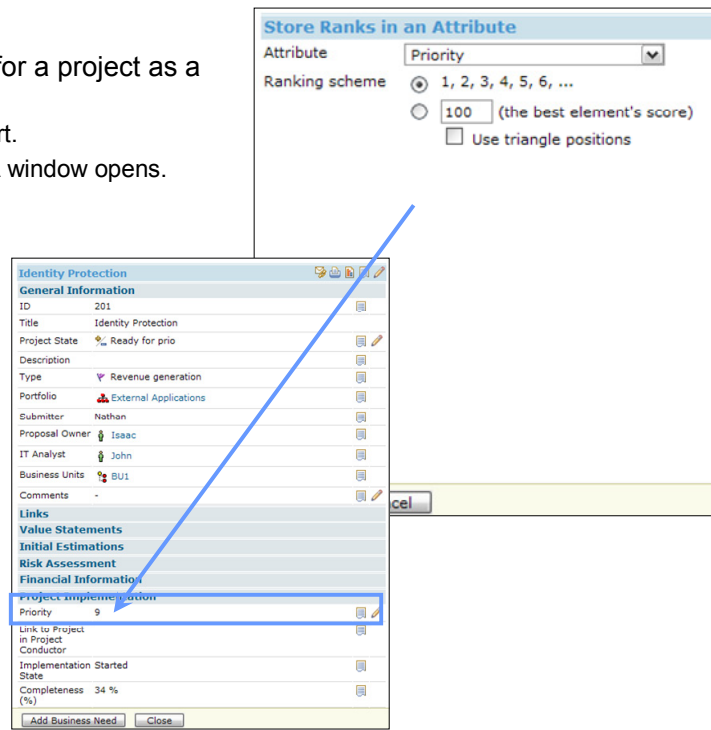 for a project as a
rt.
window opens.
Store Ranks in an Attribute
Attribute Priority
Ranking scheme 1, 2, 3, 4, 5, 6, ...
100 (the best element's score)
Use triangle positions
cel
Identity Protection
General Information
ID 201
Title Identity Protection
Project State Ready for prio
Description
Type Revenue generation
Portfolio External Applications
Submitter Nathan
Proposal Owner Isaac
IT Analyst John
Business Units BU1
Comments -
Links
Value Statements
Initial Estimations
Risk Assessment
Financial Information
Project Implementation
Priority 9
Link to Project
in Project
Conductor
Implementation Started
State
Completeness 34 %
(%)
Add Business Need Close